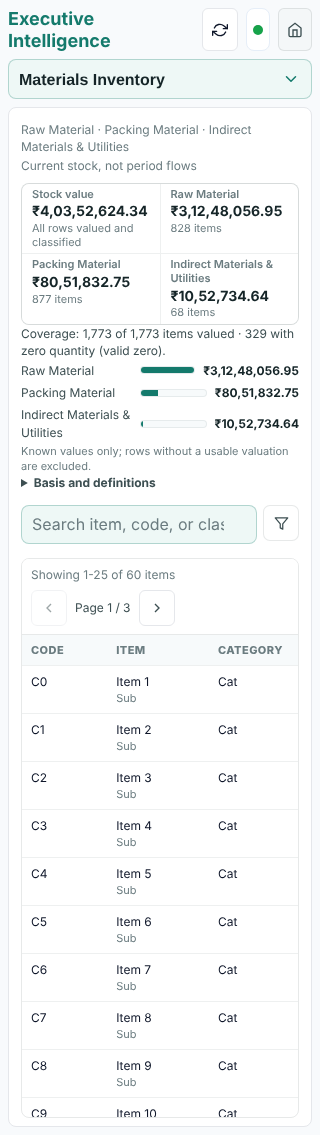 Executive
Intelligence
Materials Inventory
Raw Material · Packing Material · Indirect
Materials & Utilities
Current stock, not period flows
Stock value
₹4,03,52,624.34
All rows valued and
classified
Raw Material
₹3,12,48,056.95
828 items
Packing Material
₹80,51,832.75
877 items
Indirect Materials &
Utilities
₹10,52,734.64
68 items
Coverage: 1,773 of 1,773 items valued · 329 with
zero quantity (valid zero).
Raw Material ₹3,12,48,056.95
Packing Material ₹80,51,832.75
Indirect Materials &
Utilities ₹10,52,734.64
Known values only; rows without a usable valuation
are excluded.
Basis and definitions
Search item, code, or clas
Showing 1-25 of 60 items
Page 1 / 3
CODE ITEM CATEGORY
C0 Item 1 Cat
Sub
C1 Item 2 Cat
Sub
C2 Item 3 Cat
Sub
C3 Item 4 Cat
Sub
C4 Item 5 Cat
Sub
C5 Item 6 Cat
Sub
C6 Item 7 Cat
Sub
C7 Item 8 Cat
Sub
C8 Item 9 Cat
Sub
C9 Item 10 Cat